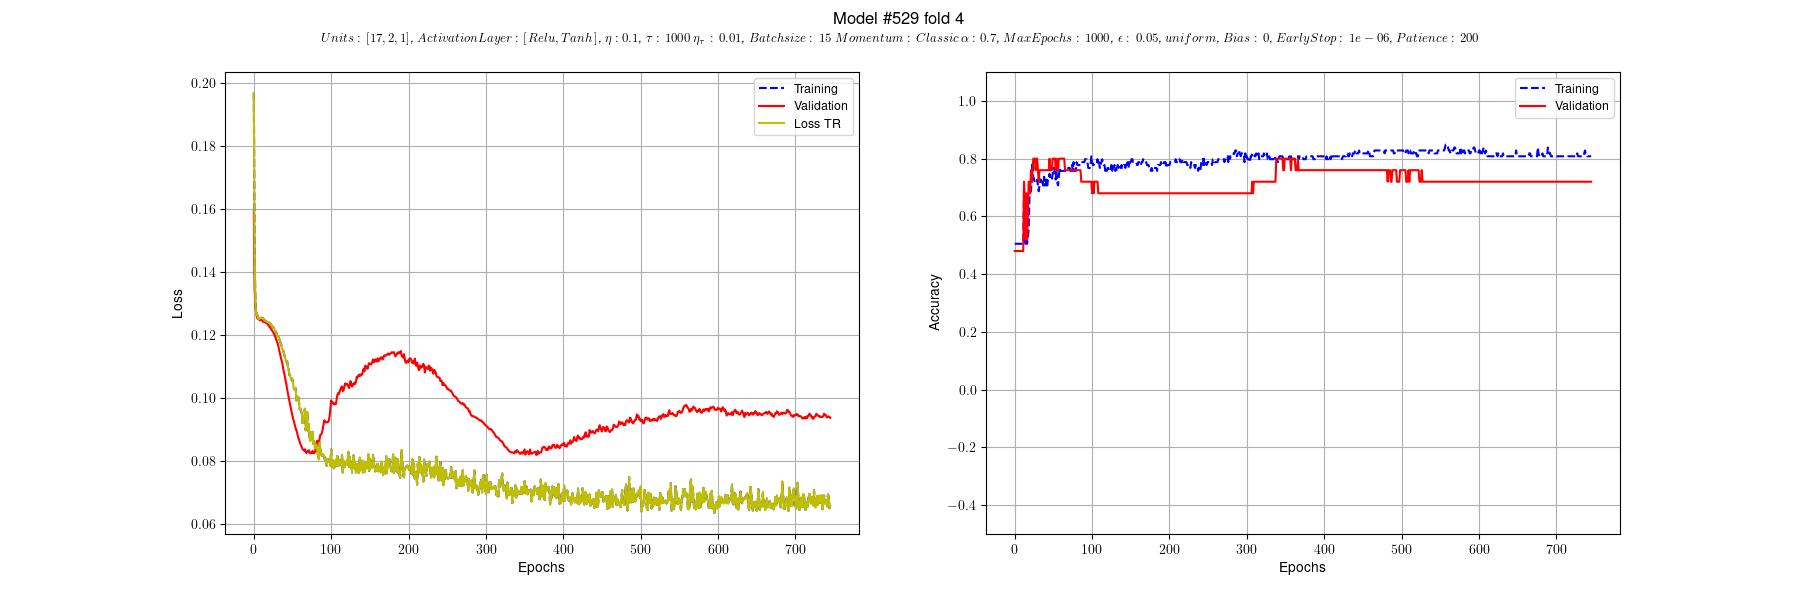 Model #529 fold 4
Units : [17, 2, 1], ActivationLayer : [Relu, Tanh], η : 0.1, τ : 1000 ητ : 0.01, Batchsize : 15 Momentum : Classic α : 0.7, MaxEpochs : 1000, ϵ : 0.05, uniform, Bias : 0, EarlyStop : 1e − 06, Patience : 200
0.20
0.18
0.16
0.14
0.12
0.10
0.08
0.06
Loss
0 100 200 300 400 500 600 700
Epochs
Training
Validation
Loss TR
1.0
0.8
0.6
0.4
0.2
0.0
−0.2
−0.4
Accuracy
0 100 200 300 400 500 600 700
Epochs
Training
Validation